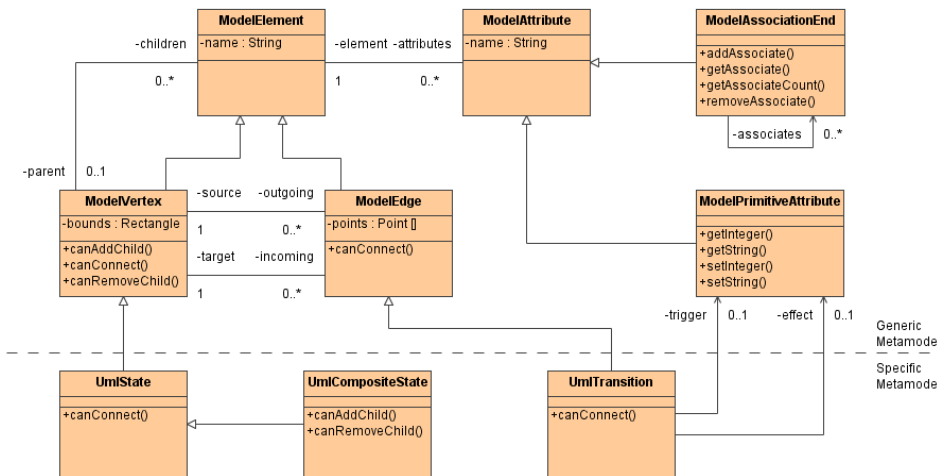 ModelElement
-name : String
ModelAttribute
-name : String
ModelAssociationEnd
+addAssociate()
+getAssociate()
+getAssociateCount()
+removeAssociate()
-children
0..*
-element
1
-attributes
0..*
-associates
0..*
-parent
0..1
ModelVertex
-bounds : Rectangle
+canAddChild()
+canConnect()
+canRemoveChild()
-source
1
-outgoing
0..*
-target
1
-incoming
0..*
ModelEdge
-points : Point []
+canConnect()
ModelPrimitiveAttribute
+getInteger()
+getString()
+setInteger()
+setString()
-trigger
0..1
-effect
0..1
Generic
Metamode
Specific
Metamode
UmlState
+canConnect()
UmlCompositeState
+canAddChild()
+canRemoveChild()
UmlTransition
+canConnect()